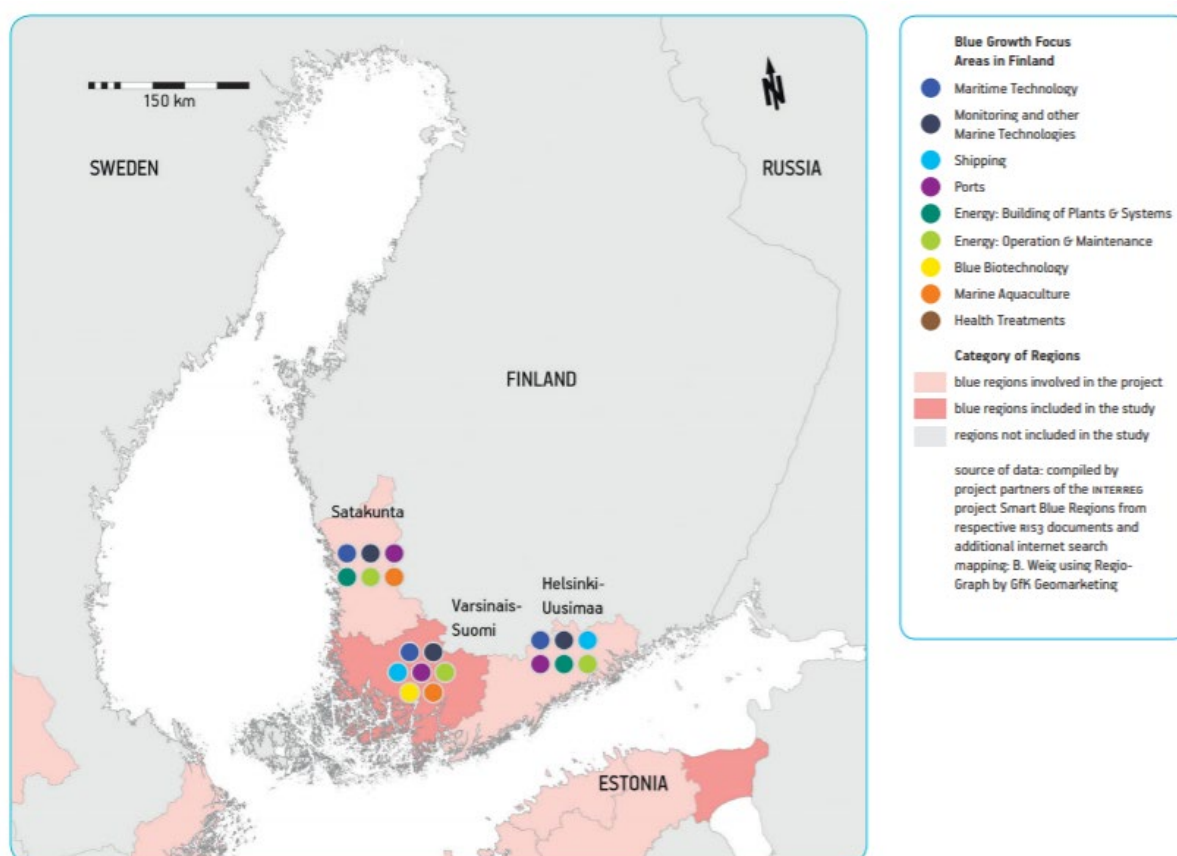 150 km
N
SWEDEN
RUSSIA
FINLAND
Satakunta
Helsinki-
Uusimaa
Varsinais-
Suomi
ESTONIA
Blue Growth Focus
Areas in Finland
Maritime Technology
Monitoring and other
Marine Technologies
Shipping
Ports
Energy: Building of Plants & Systems
Energy: Operation & Maintenance
Blue Biotechnology
Marine Aquaculture
Health Treatments
Category of Regions
blue regions involved in the project
blue regions included in the study
regions not included in the study
source of data: compiled by
project partners of the INTERREG
project Smart Blue Regions from
respective RIS3 documents and
additional internet search
mapping: B. Weig using Regio-
Graph by GfK Geomarketing